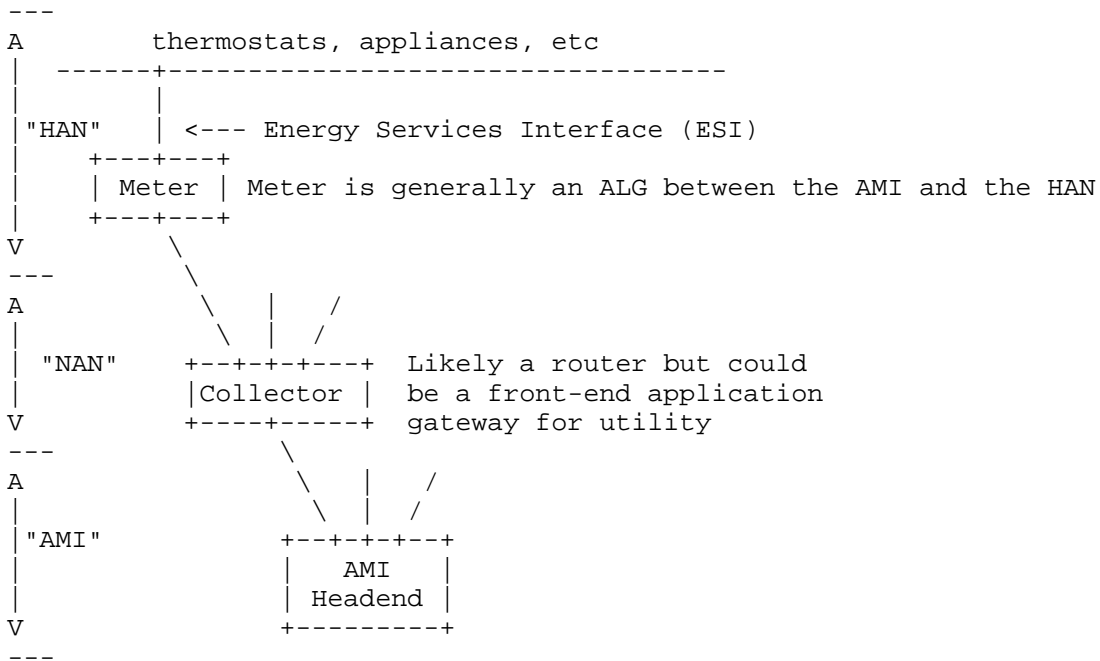 ---
A        thermostats, appliances, etc
|  ------+-----------------------------------
|        |
|"HAN"   | <--- Energy Services Interface (ESI)
|    +---+---+
|    | Meter | Meter is generally an ALG between the AMI and the HAN
|    +---+---+
V         \
---        \
A           \   |   /
|            \  |  /
| "NAN"    +--+-+-+---+  Likely a router but could
|          |Collector |  be a front-end application
V          +----+-----+  gateway for utility
---              \
A                 \   |   /
|                  \  |  /
|"AMI"           +--+-+-+--+
|                |   AMI   |
|                | Headend |
V                +---------+
---